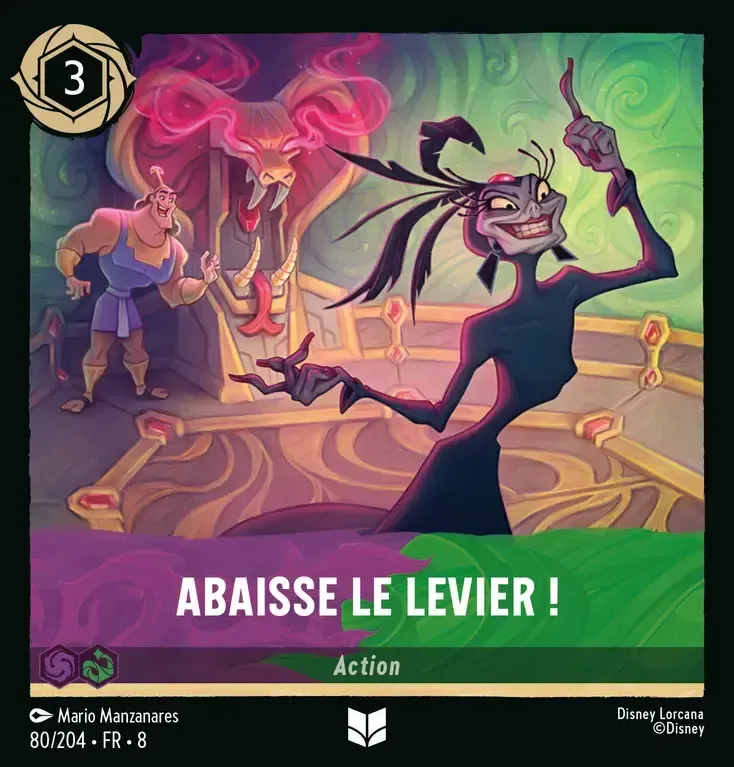 3
ABAISSE LE LEVIER !
Action
Mario Manzanares
80/204 • FR • 8
Disney Lorcana
©Disney